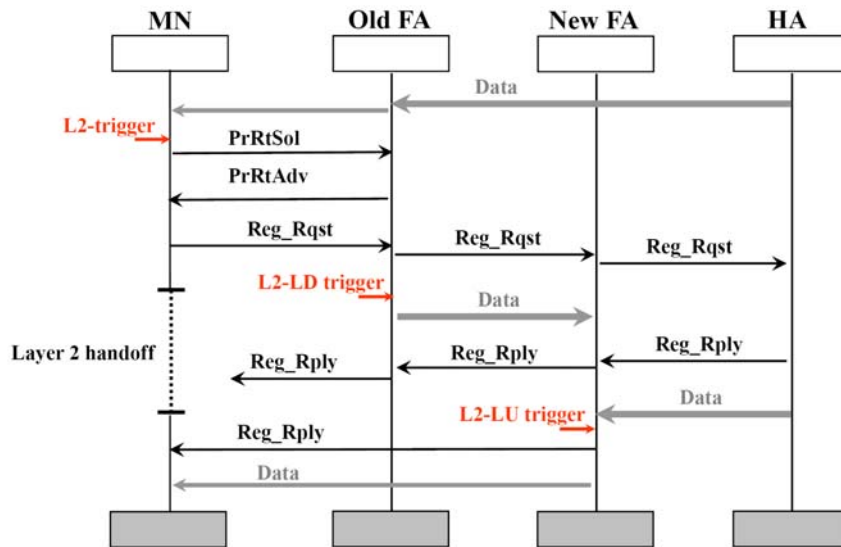 MN Old FA New FA HA
Data
L2-trigger
PrRtSol
PrRtAdv
Reg_Rqst
Reg_Rqst
Reg_Rqst
L2-LD trigger
Data
Layer 2 handoff
Reg_Rply
Reg_Rply
Reg_Rply
Data
L2-LU trigger
Reg_Rply
Data